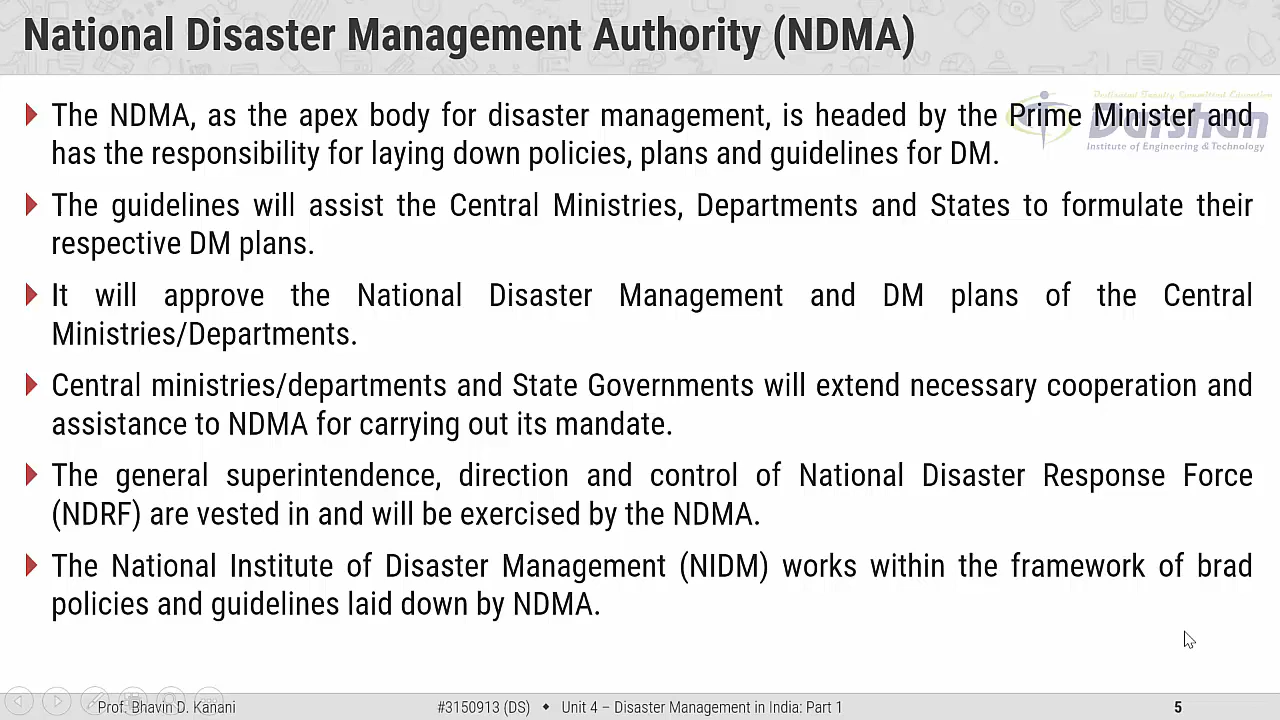 National Disaster Management Authority (NDMA)
Dedicated Faculty Committed Education
Darshan
Institute of Engineering & Technology
The NDMA, as the apex body for disaster management, is headed by the Prime Minister and
has the responsibility for laying down policies, plans and guidelines for DM.
The guidelines will assist the Central Ministries, Departments and States to formulate their
respective DM plans.
It will approve the National Disaster Management and DM plans of the Central
Ministries/Departments.
Central ministries/departments and State Governments will extend necessary cooperation and
assistance to NDMA for carrying out its mandate.
The general superintendence, direction and control of National Disaster Response Force
(NDRF) are vested in and will be exercised by the NDMA.
The National Institute of Disaster Management (NIDM) works within the framework of brad
policies and guidelines laid down by NDMA.
Prof. Bhavin D. Kanani
#3150913 (DS) ◆ Unit 4 – Disaster Management in India: Part 1
5